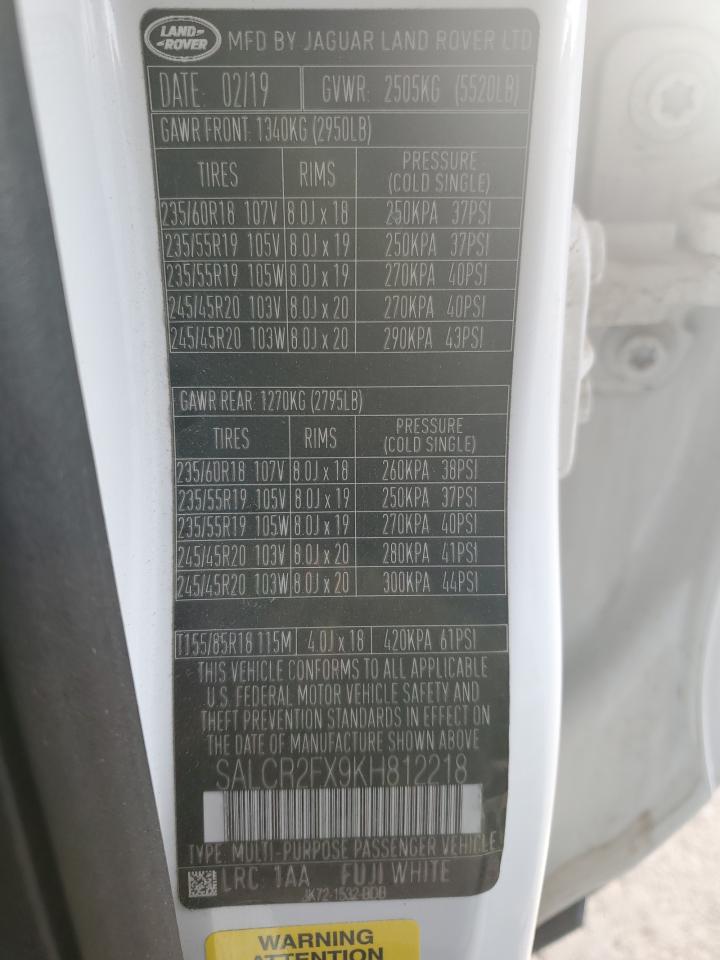 LAND ROVER MFD BY JAGUAR LAND ROVER LTD
DATE: 02/19 GVWR: 2505KG (5520LB)
GAWR FRONT: 1340KG (2950LB)
TIRES RIMS PRESSURE (COLD SINGLE)
235/60R18 107V 8.0J x 18 250KPA 37PSI
235/55R19 105V 8.0J x 19 250KPA 37PSI
235/55R19 105W 8.0J x 19 270KPA 40PSI
245/45R20 103V 8.0J x 20 270KPA 40PSI
245/45R20 103W 8.0J x 20 290KPA 43PSI
GAWR REAR: 1270KG (2795LB)
TIRES RIMS PRESSURE (COLD SINGLE)
235/60R18 107V 8.0J x 18 260KPA 38PSI
235/55R19 105V 8.0J x 19 250KPA 37PSI
235/55R19 105W 8.0J x 19 270KPA 40PSI
245/45R20 103V 8.0J x 20 280KPA 41PSI
245/45R20 103W 8.0J x 20 300KPA 44PSI
T155/85R18 115M 4.0J x 18 420KPA 61PSI
THIS VEHICLE CONFORMS TO ALL APPLICABLE
U.S. FEDERAL MOTOR VEHICLE SAFETY AND
THEFT PREVENTION STANDARDS IN EFFECT ON
THE DATE OF MANUFACTURE SHOWN ABOVE
SALCR2FX9KH812218
TYPE: MULTI-PURPOSE PASSENGER VEHICLE
LRC 1AA FUJI WHITE
JK72-1532-BDB
WARNING
ATTENTION